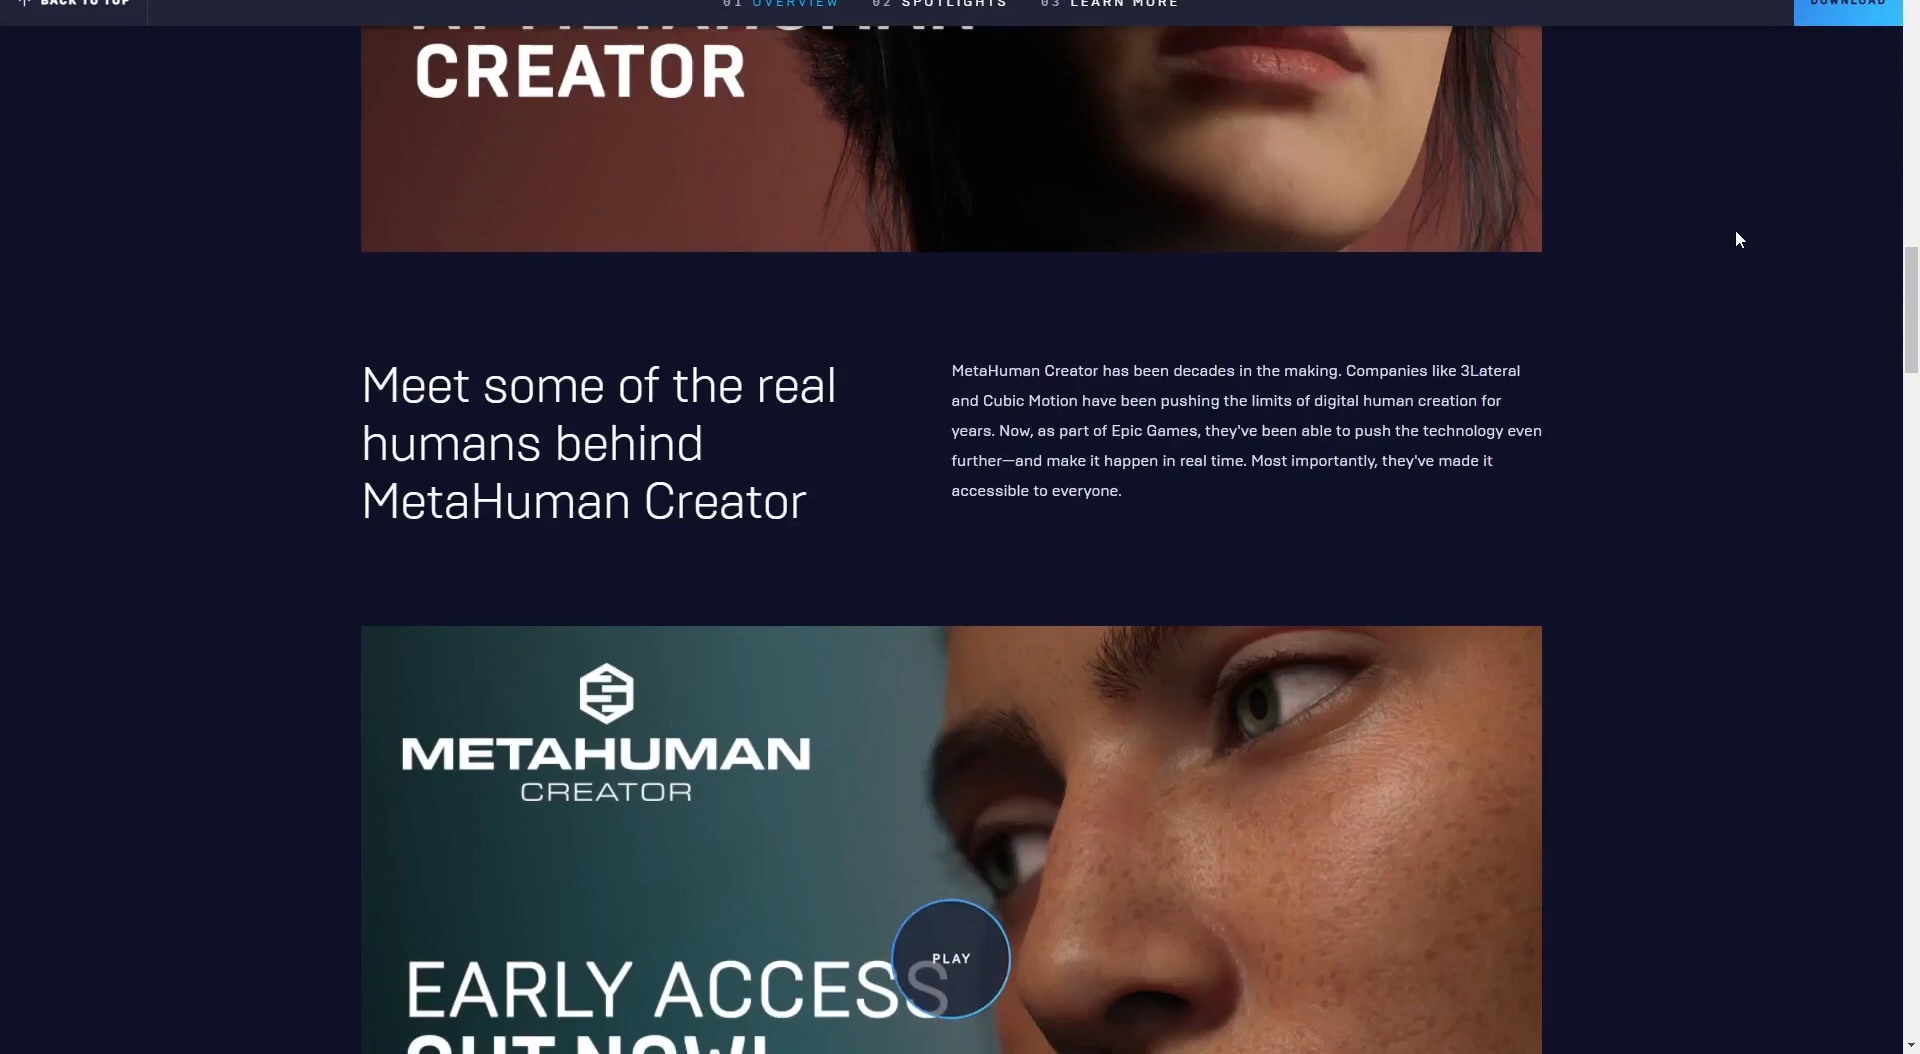 BACK TO TOP
01 OVERVIEW
02 SPOTLIGHTS
03 LEARN MORE
DOWNLOAD
CREATOR
Meet some of the real
humans behind
MetaHuman Creator
MetaHuman Creator has been decades in the making. Companies like 3Lateral
and Cubic Motion have been pushing the limits of digital human creation for
years. Now, as part of Epic Games, they've been able to push the technology even
further—and make it happen in real time. Most importantly, they've made it
accessible to everyone.
METAHUMAN
CREATOR
EARLY ACCESS
PLAY
OUT NOW!